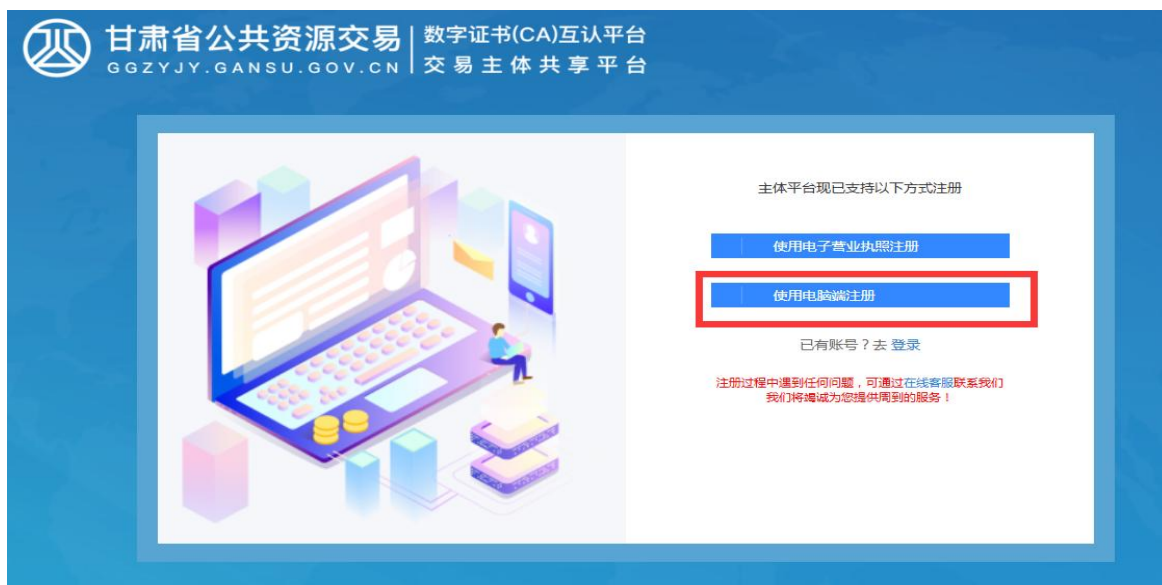 甘肃省公共资源交易
GGZYJY.GANSU.GOV.CN
数字证书(CA)互认平台
交易主体共享平台
主体平台现已支持以下方式注册
使用电子营业执照注册
使用电脑端注册
已有账号？去 登录
注册过程中遇到任何问题，可通过在线客服联系我们
我们将竭诚为您提供周到的服务！